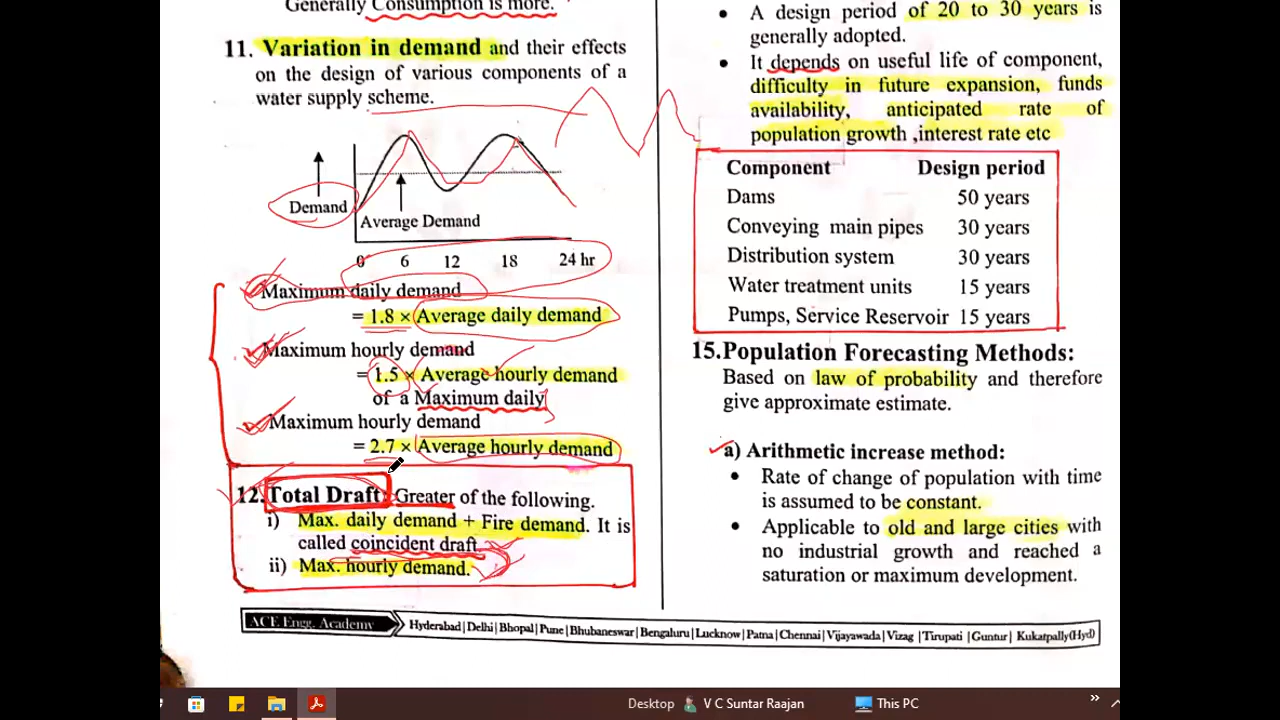 Generally Consumption is more.
11. Variation in demand and their effects
on the design of various components of a
water supply scheme.
Demand
Average Demand
0 6 12 18 24 hr
Maximum daily demand
= 1.8 × Average daily demand
Maximum hourly demand
= 1.5 × Average hourly demand
of a Maximum daily
Maximum hourly demand
= 2.7 × Average hourly demand
12. Total Draft: Greater of the following.
i) Max. daily demand + Fire demand. It is
called coincident draft
ii) Max. hourly demand.
• A design period of 20 to 30 years is
generally adopted.
• It depends on useful life of component,
difficulty in future expansion, funds
availability, anticipated rate of
population growth ,interest rate etc
Component Design period
Dams 50 years
Conveying main pipes 30 years
Distribution system 30 years
Water treatment units 15 years
Pumps, Service Reservoir 15 years
15.Population Forecasting Methods:
Based on law of probability and therefore
give approximate estimate.
a) Arithmetic increase method:
• Rate of change of population with time
is assumed to be constant.
• Applicable to old and large cities with
no industrial growth and reached a
saturation or maximum development.
ACE Engg. Academy Hyderabad|Delhi|Bhopal|Pune|Bhubaneswar|Bengaluru|Lucknow|Patna|Chennai|Vijayawada|Vizag |Tirupati |Guntur| Kukatpally(Hyd)
Desktop V C Suntar Raajan This PC